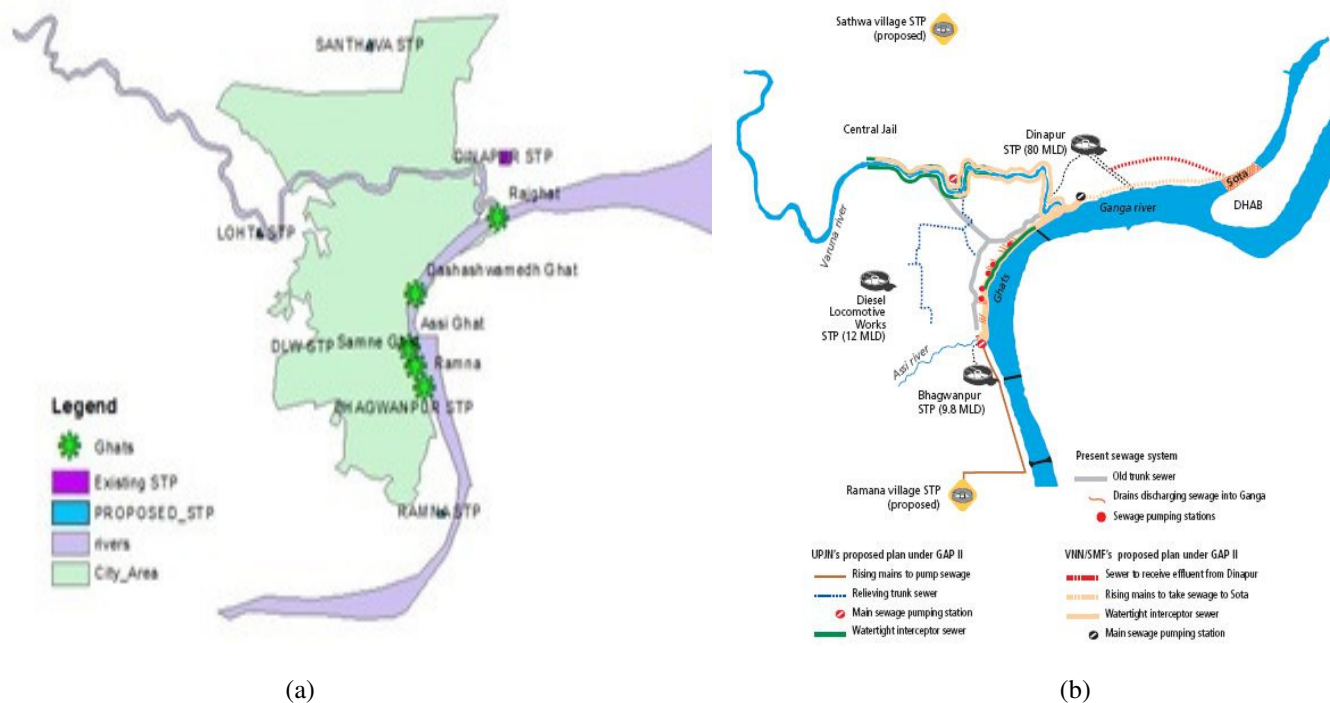 SANTHAVA STP
DINAPUR STP
Rajghat
LOHTA STP
Dashashwamedh Ghat
Assi Ghat
DLW STP
Samne Ghat
Ramna
BHAGWANPUR STP
RAMNA STP
Legend
Ghats
Existing STP
PROPOSED_STP
rivers
City_Area
(a)
Sathwa village STP
(proposed)
Central Jail
Dinapur
STP (80 MLD)
Sota
DHAB
Ganga river
Varuna river
Ghats
Diesel
Locomotive
Works
STP (12 MLD)
Assi river
Bhagwanpur
STP (9.8 MLD)
Ramana village STP
(proposed)
Present sewage system
Old trunk sewer
Drains discharging sewage into Ganga
Sewage pumping stations
UPJN's proposed plan under GAP II
Rising mains to pump sewage
Relieving trunk sewer
Main sewage pumping station
Watertight interceptor sewer
VNN/SMF's proposed plan under GAP II
Sewer to receive effluent from Dinapur
Rising mains to take sewage to Sota
Watertight interceptor sewer
Main sewage pumping station
(b)